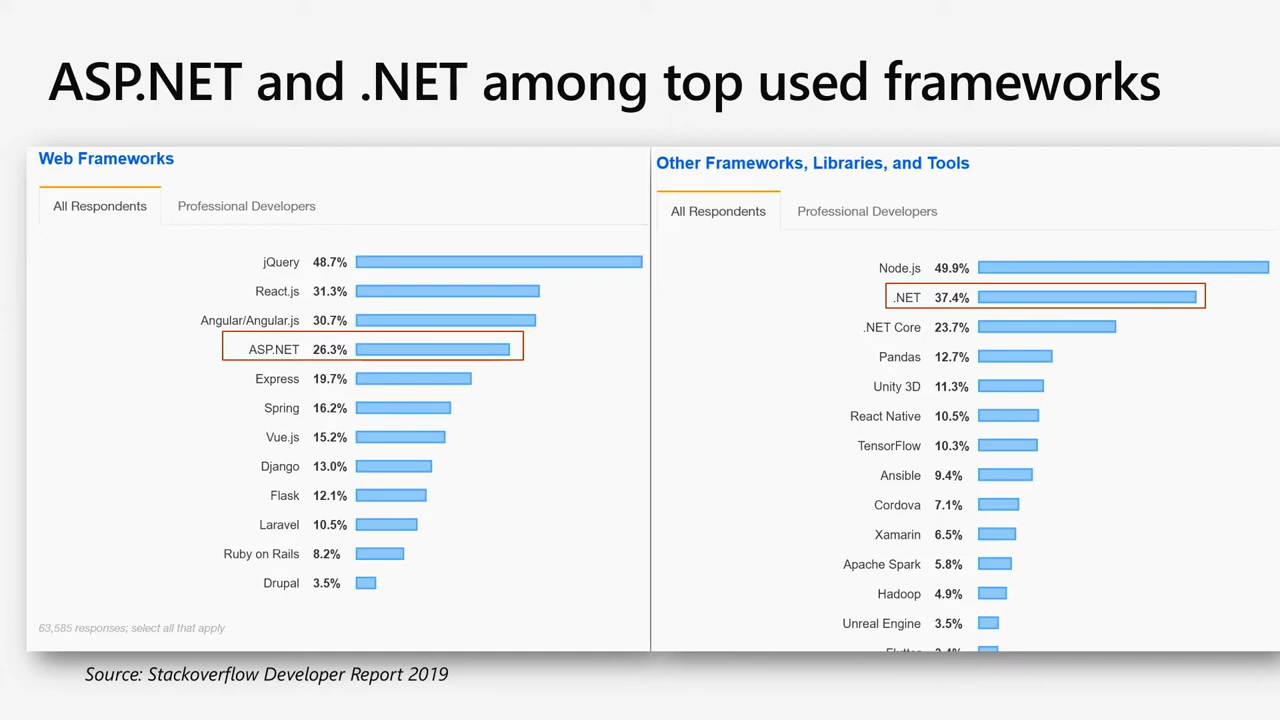 ASP.NET and .NET among top used frameworks
Web Frameworks
All Respondents Professional Developers
jQuery 48.7%
React.js 31.3%
Angular/Angular.js 30.7%
ASP.NET 26.3%
Express 19.7%
Spring 16.2%
Vue.js 15.2%
Django 13.0%
Flask 12.1%
Laravel 10.5%
Ruby on Rails 8.2%
Drupal 3.5%
63,585 responses; select all that apply
Other Frameworks, Libraries, and Tools
All Respondents Professional Developers
Node.js 49.9%
.NET 37.4%
.NET Core 23.7%
Pandas 12.7%
Unity 3D 11.3%
React Native 10.5%
TensorFlow 10.3%
Ansible 9.4%
Cordova 7.1%
Xamarin 6.5%
Apache Spark 5.8%
Hadoop 4.9%
Unreal Engine 3.5%
Source: Stackoverflow Developer Report 2019